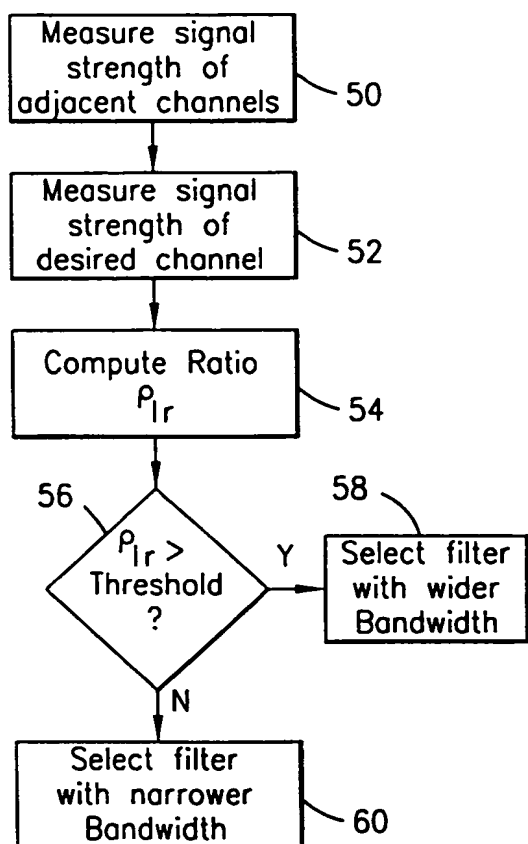 Measure signal
strength of
adjacent channels
50
Measure signal
strength of
desired channel
52
Compute Ratio
ρIr
54
56
ρIr >
Threshold
?
Y
58
Select filter
with wider
Bandwidth
N
Select filter
with narrower
Bandwidth
60